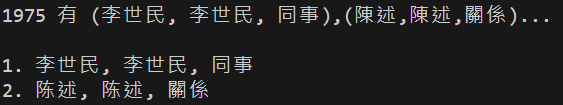 1975 有 (李世民, 李世民, 同事),(陳述,陳述,關係)...
1. 李世民, 李世民, 同事
2. 陈述, 陈述, 關係